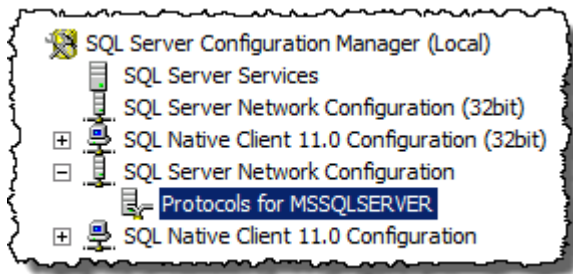 SQL Server Configuration Manager (Local)
SQL Server Services
SQL Server Network Configuration (32bit)
SQL Native Client 11.0 Configuration (32bit)
SQL Server Network Configuration
Protocols for MSSQLSERVER
SQL Native Client 11.0 Configuration